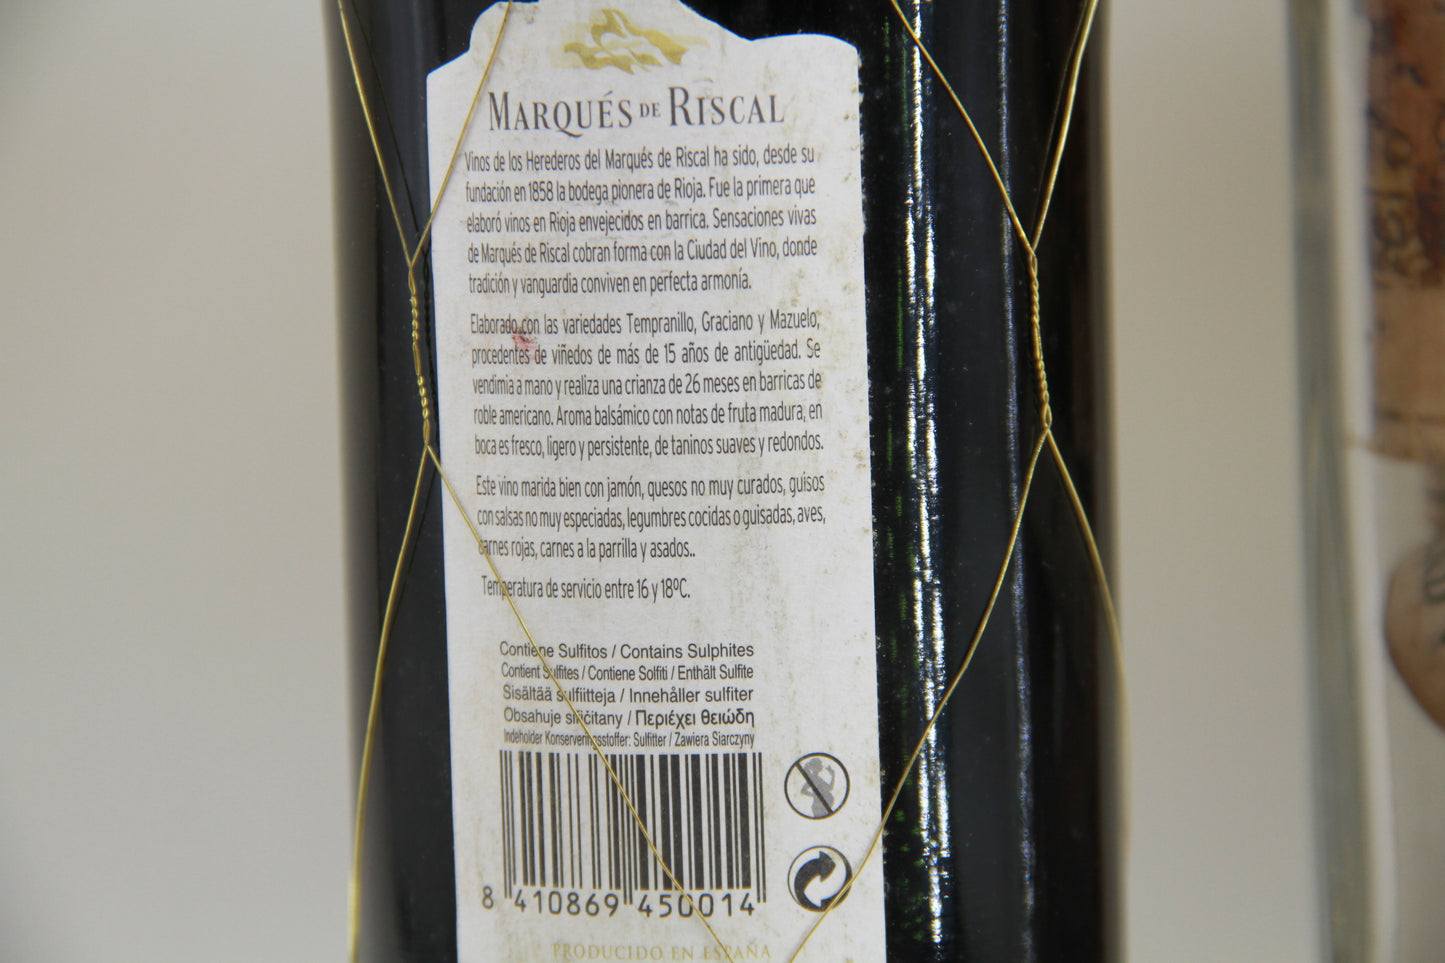 MARQUÉS DE RISCAL
Vinos de los Herederos del Marqués de Riscal ha sido, desde su
fundación en 1858 la bodega pionera de Rioja. Fue la primera que
elaboró vinos en Rioja envejecidos en barrica. Sensaciones vivas
de Marqués de Riscal cobran forma con la Ciudad del Vino, donde
tradición y vanguardia conviven en perfecta armonía.
Elaborado con las variedades Tempranillo, Graciano y Mazuelo,
procedentes de viñedos de más de 15 años de antigüedad. Se
vendimia a mano y realiza una crianza de 26 meses en barricas de
roble americano. Aroma balsámico con notas de fruta madura, en
boca es fresco, ligero y persistente, de taninos suaves y redondos.
Este vino marida bien con jamón, quesos no muy curados, guisos
con salsas no muy especiadas, legumbres cocidas o guisadas, aves,
carnes rojas, carnes a la parrilla y asados..
Temperatura de servicio entre 16 y 18ºC.
Contiene Sulfitos / Contains Sulphites
Contient Sulfites / Contiene Solfiti / Enthält Sulfite
Sisältää sulfiitteja / Innehåller sulfiter
Obsahuje siřičitany / Περιέχει θειώδη
Indeholder Konserveringsstoffer: Sulfitter / Zawiera Siarczyny
8 410869 450014
PRODUCIDO EN ESPAÑA